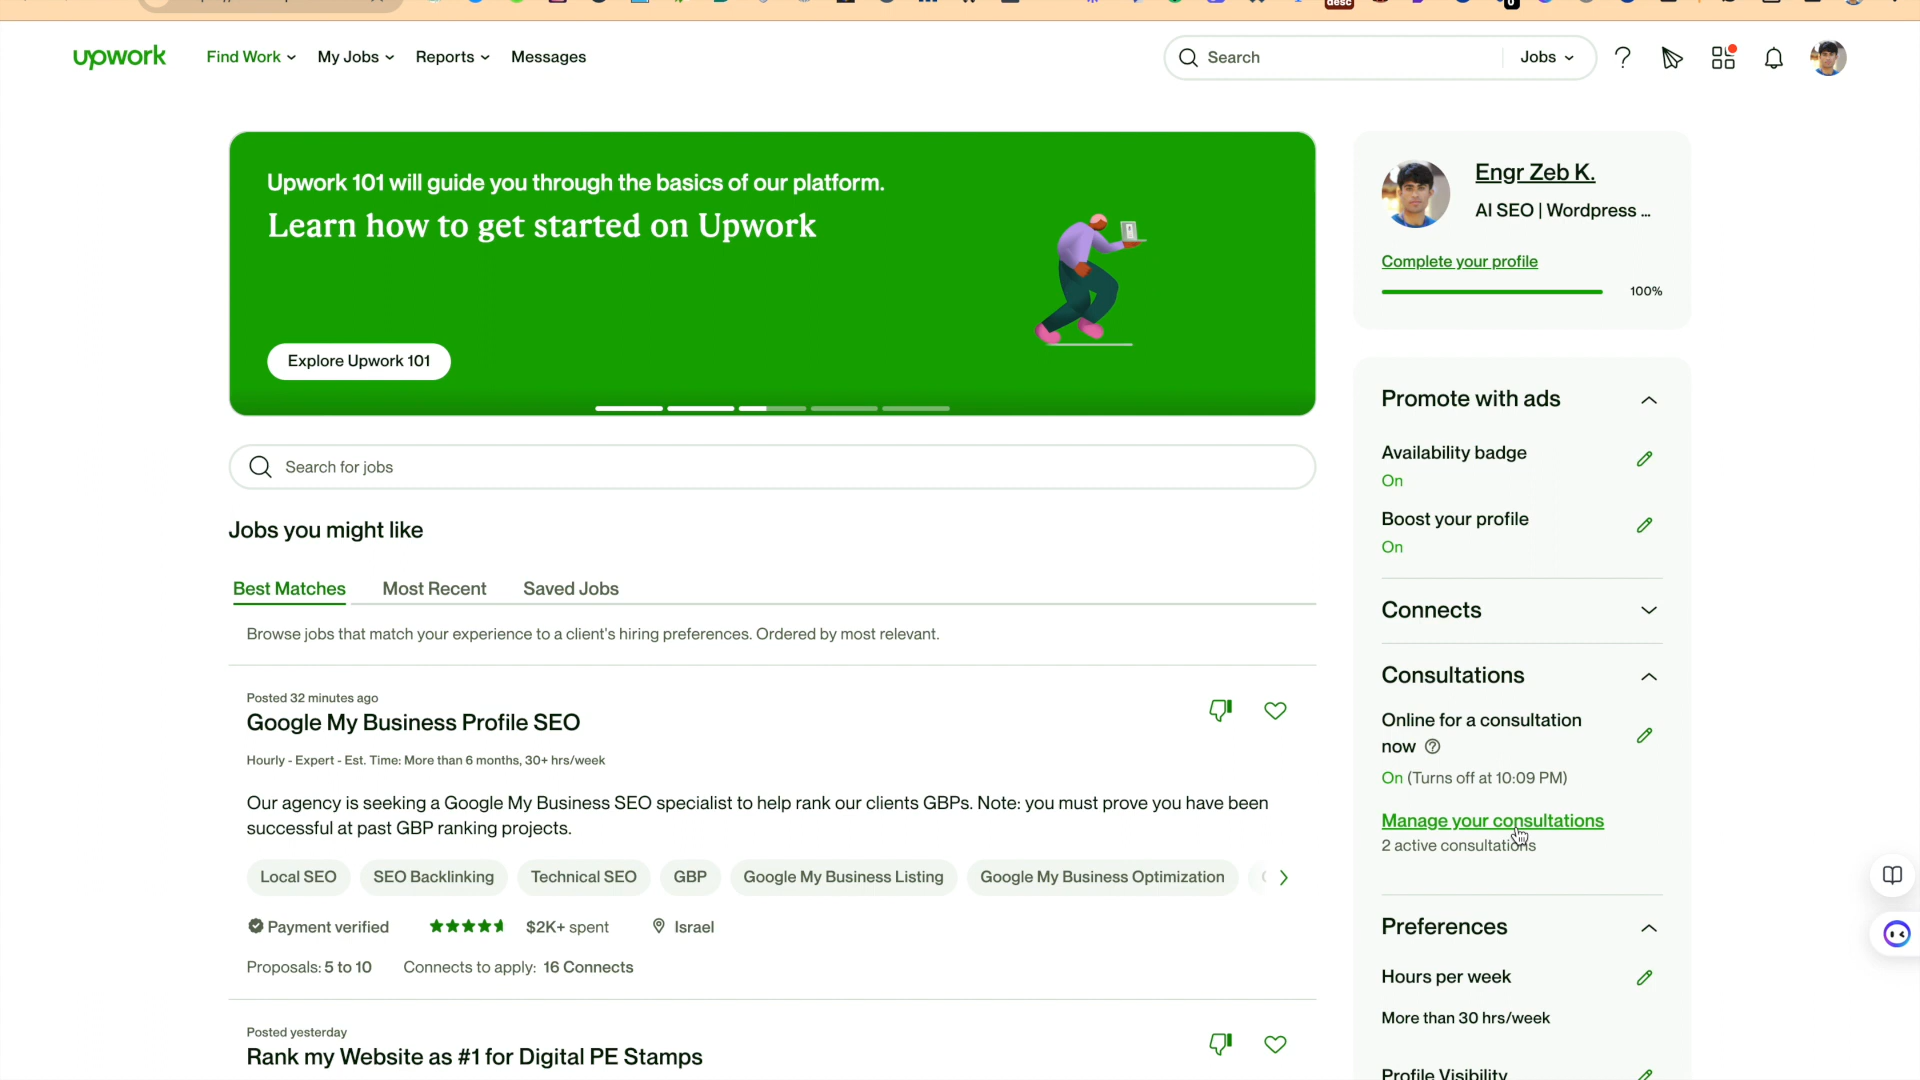 desc
0
upwork
Find Work
My Jobs
Reports
Messages
Search
Jobs
Upwork 101 will guide you through the basics of our platform.
Learn how to get started on Upwork
Explore Upwork 101
Search for jobs
Jobs you might like
Best Matches
Most Recent
Saved Jobs
Browse jobs that match your experience to a client's hiring preferences. Ordered by most relevant.
Posted 32 minutes ago
Google My Business Profile SEO
Hourly - Expert - Est. Time: More than 6 months, 30+ hrs/week
Our agency is seeking a Google My Business SEO specialist to help rank our clients GBPs. Note: you must prove you have been
successful at past GBP ranking projects.
Local SEO
SEO Backlinking
Technical SEO
GBP
Google My Business Listing
Google My Business Optimization
Payment verified
$2K+ spent
Israel
Proposals: 5 to 10
Connects to apply: 16 Connects
Posted yesterday
Rank my Website as #1 for Digital PE Stamps
Engr Zeb K.
AI SEO | Wordpress ...
Complete your profile
100%
Promote with ads
Availability badge
On
Boost your profile
On
Connects
Consultations
Online for a consultation
now
On (Turns off at 10:09 PM)
Manage your consultations
2 active consultations
Preferences
Hours per week
More than 30 hrs/week
Profile Visibility